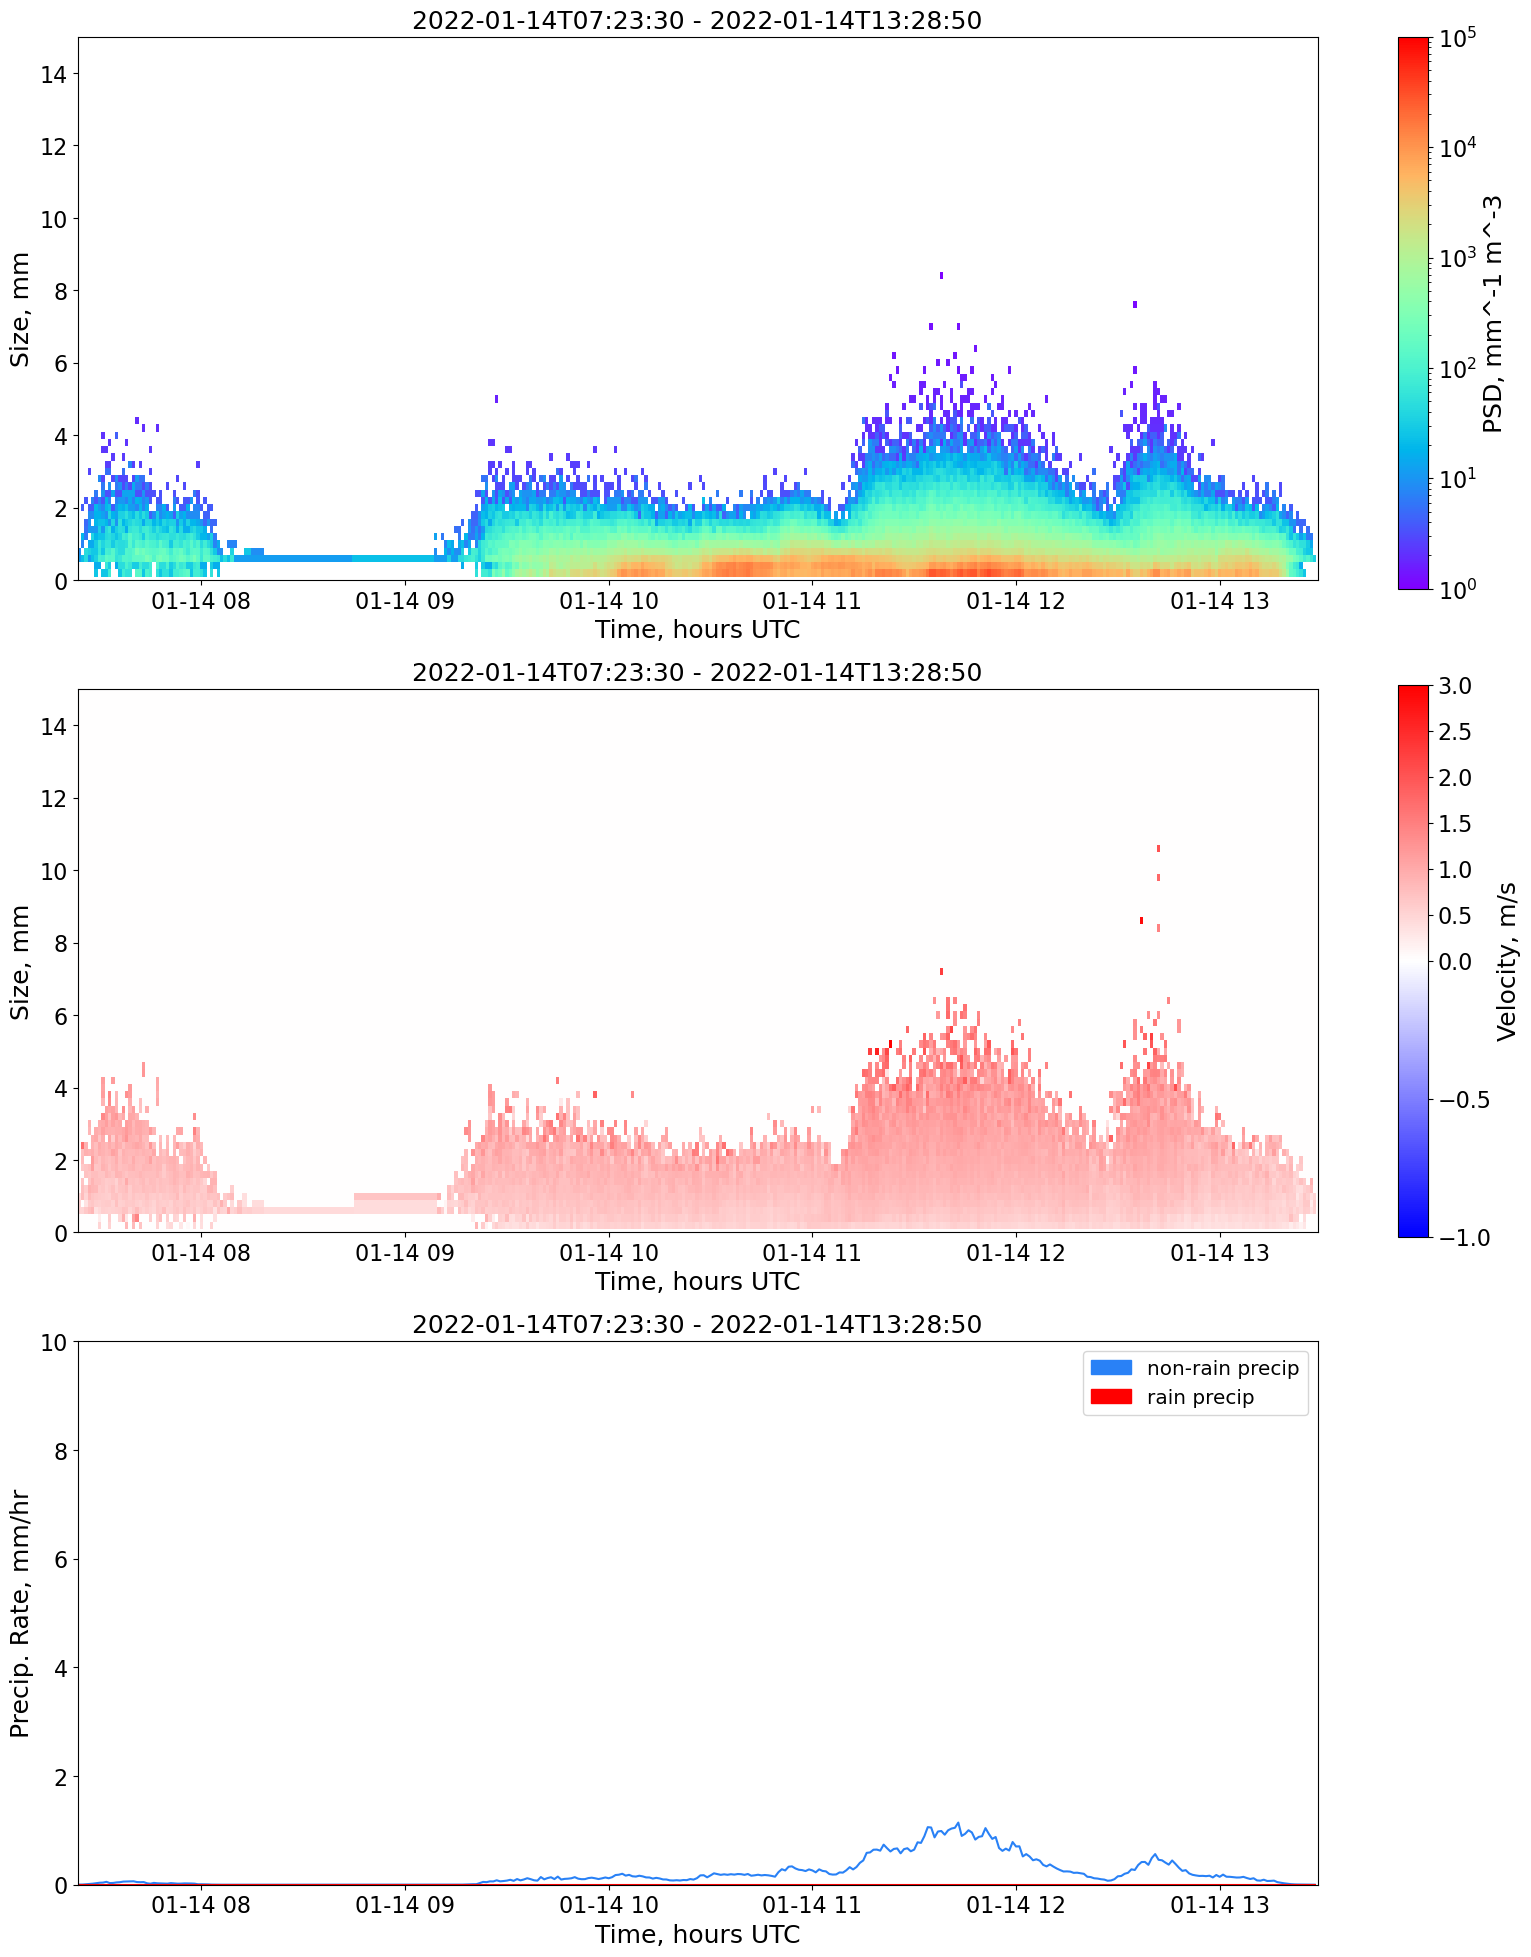 2022-01-14T07:23:30 - 2022-01-14T13:28:50
14
12
10
8
6
4
2
0
Size, mm
01-14 08 01-14 09 01-14 10 01-14 11 01-14 12 01-14 13
Time, hours UTC
10^5
10^4
10^3
10^2
10^1
10^0
PSD, mm^-1 m^-3
2022-01-14T07:23:30 - 2022-01-14T13:28:50
14
12
10
8
6
4
2
0
Size, mm
01-14 08 01-14 09 01-14 10 01-14 11 01-14 12 01-14 13
Time, hours UTC
3.0
2.5
2.0
1.5
1.0
0.5
0.0
−0.5
−1.0
Velocity, m/s
2022-01-14T07:23:30 - 2022-01-14T13:28:50
10
8
6
4
2
0
Precip. Rate, mm/hr
non-rain precip
rain precip
01-14 08 01-14 09 01-14 10 01-14 11 01-14 12 01-14 13
Time, hours UTC